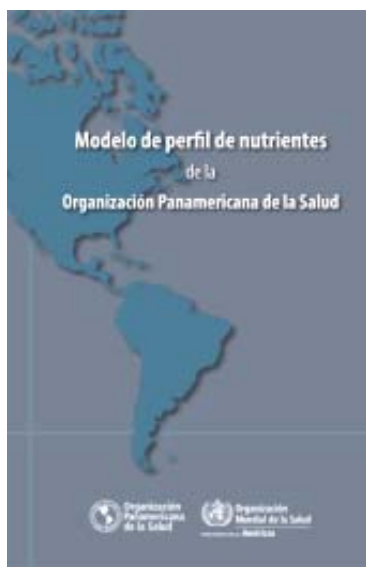 Modelo de perfil de nutrientes
de la
Organización Panamericana de la Salud
Organización
Panamericana
de la Salud
Organización
Mundial de la Salud
Américas